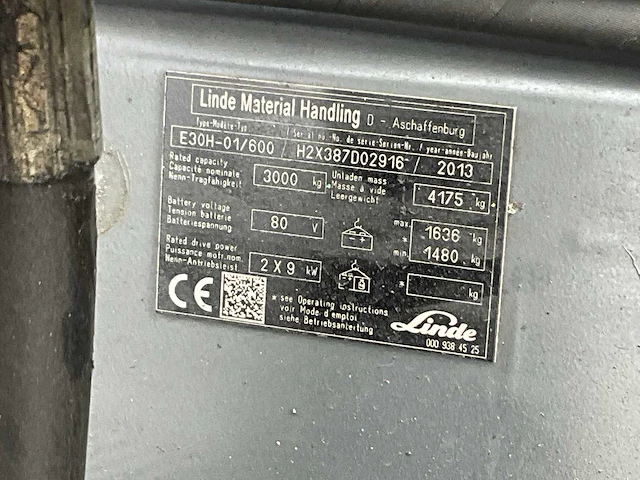 Linde Material Handling D - Aschaffenburg
Type-Modèle-Typ / Serial no.-No. de série-Serien-Nr. / year-année-Baujahr
E30H-01/600 / H2X387D02916 / 2013
Rated capacity
Capacité nominale
Nenn-Tragfähigkeit
3000 kg
Unladen mass
Masse à vide
Leergewicht
* 4175 kg
Battery voltage
Tension batterie
Batteriespannung
80 V
max. 1636 kg
*
min. 1480 kg
Rated drive power
Puissance motr.nom.
Nenn-Antriebsleist.
2 X 9 kW
* kg
CE
* see Operating instructions
voir Mode d'emploi
siehe Betriebsanleitung
Linde
000 938 45 25